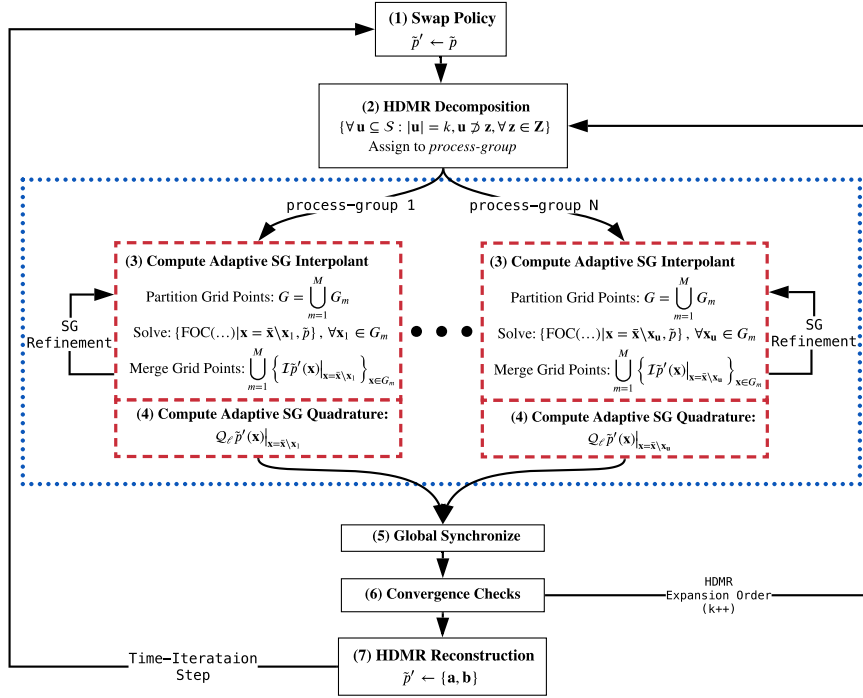 (1) Swap Policy
p̃′ ← p̃
(2) HDMR Decomposition
{∀ u ⊆ 𝒮 : |u| = k, u ⊅ z, ∀ z ∈ Z}
Assign to process-group
process-group 1
process-group N
(3) Compute Adaptive SG Interpolant
Partition Grid Points: G = ⋃_{m=1}^{M} G_m
Solve: {FOC(…)|x = x̄\x₁, p̃} , ∀x₁ ∈ G_m
Merge Grid Points: ⋃_{m=1}^{M} { ℐp̃′(x)|_{x=x̄\x₁} }_{x∈G_m}
(4) Compute Adaptive SG Quadrature:
𝒬_ℓ p̃′(x)|_{x=x̄\x₁}
SG
Refinement
(3) Compute Adaptive SG Interpolant
Partition Grid Points: G = ⋃_{m=1}^{M} G_m
Solve: {FOC(…)|x = x̄\x_u, p̃} , ∀x_u ∈ G_m
Merge Grid Points: ⋃_{m=1}^{M} { ℐp̃′(x)|_{x=x̄\x_u} }_{x∈G_m}
(4) Compute Adaptive SG Quadrature:
𝒬_ℓ p̃′(x)|_{x=x̄\x_u}
SG
Refinement
(5) Global Synchronize
(6) Convergence Checks
HDMR
Expansion Order
(k++)
(7) HDMR Reconstruction
p̃′ ← {a, b}
Time-Iterataion
Step